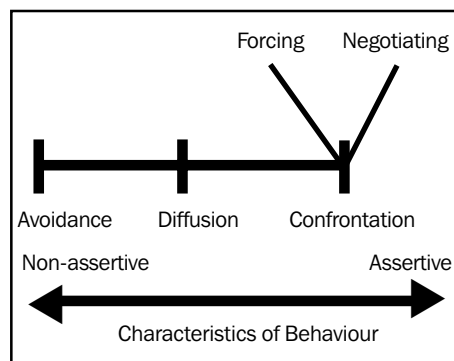 Forcing Negotiating
Avoidance Diffusion Confrontation
Non-assertive Assertive
Characteristics of Behaviour